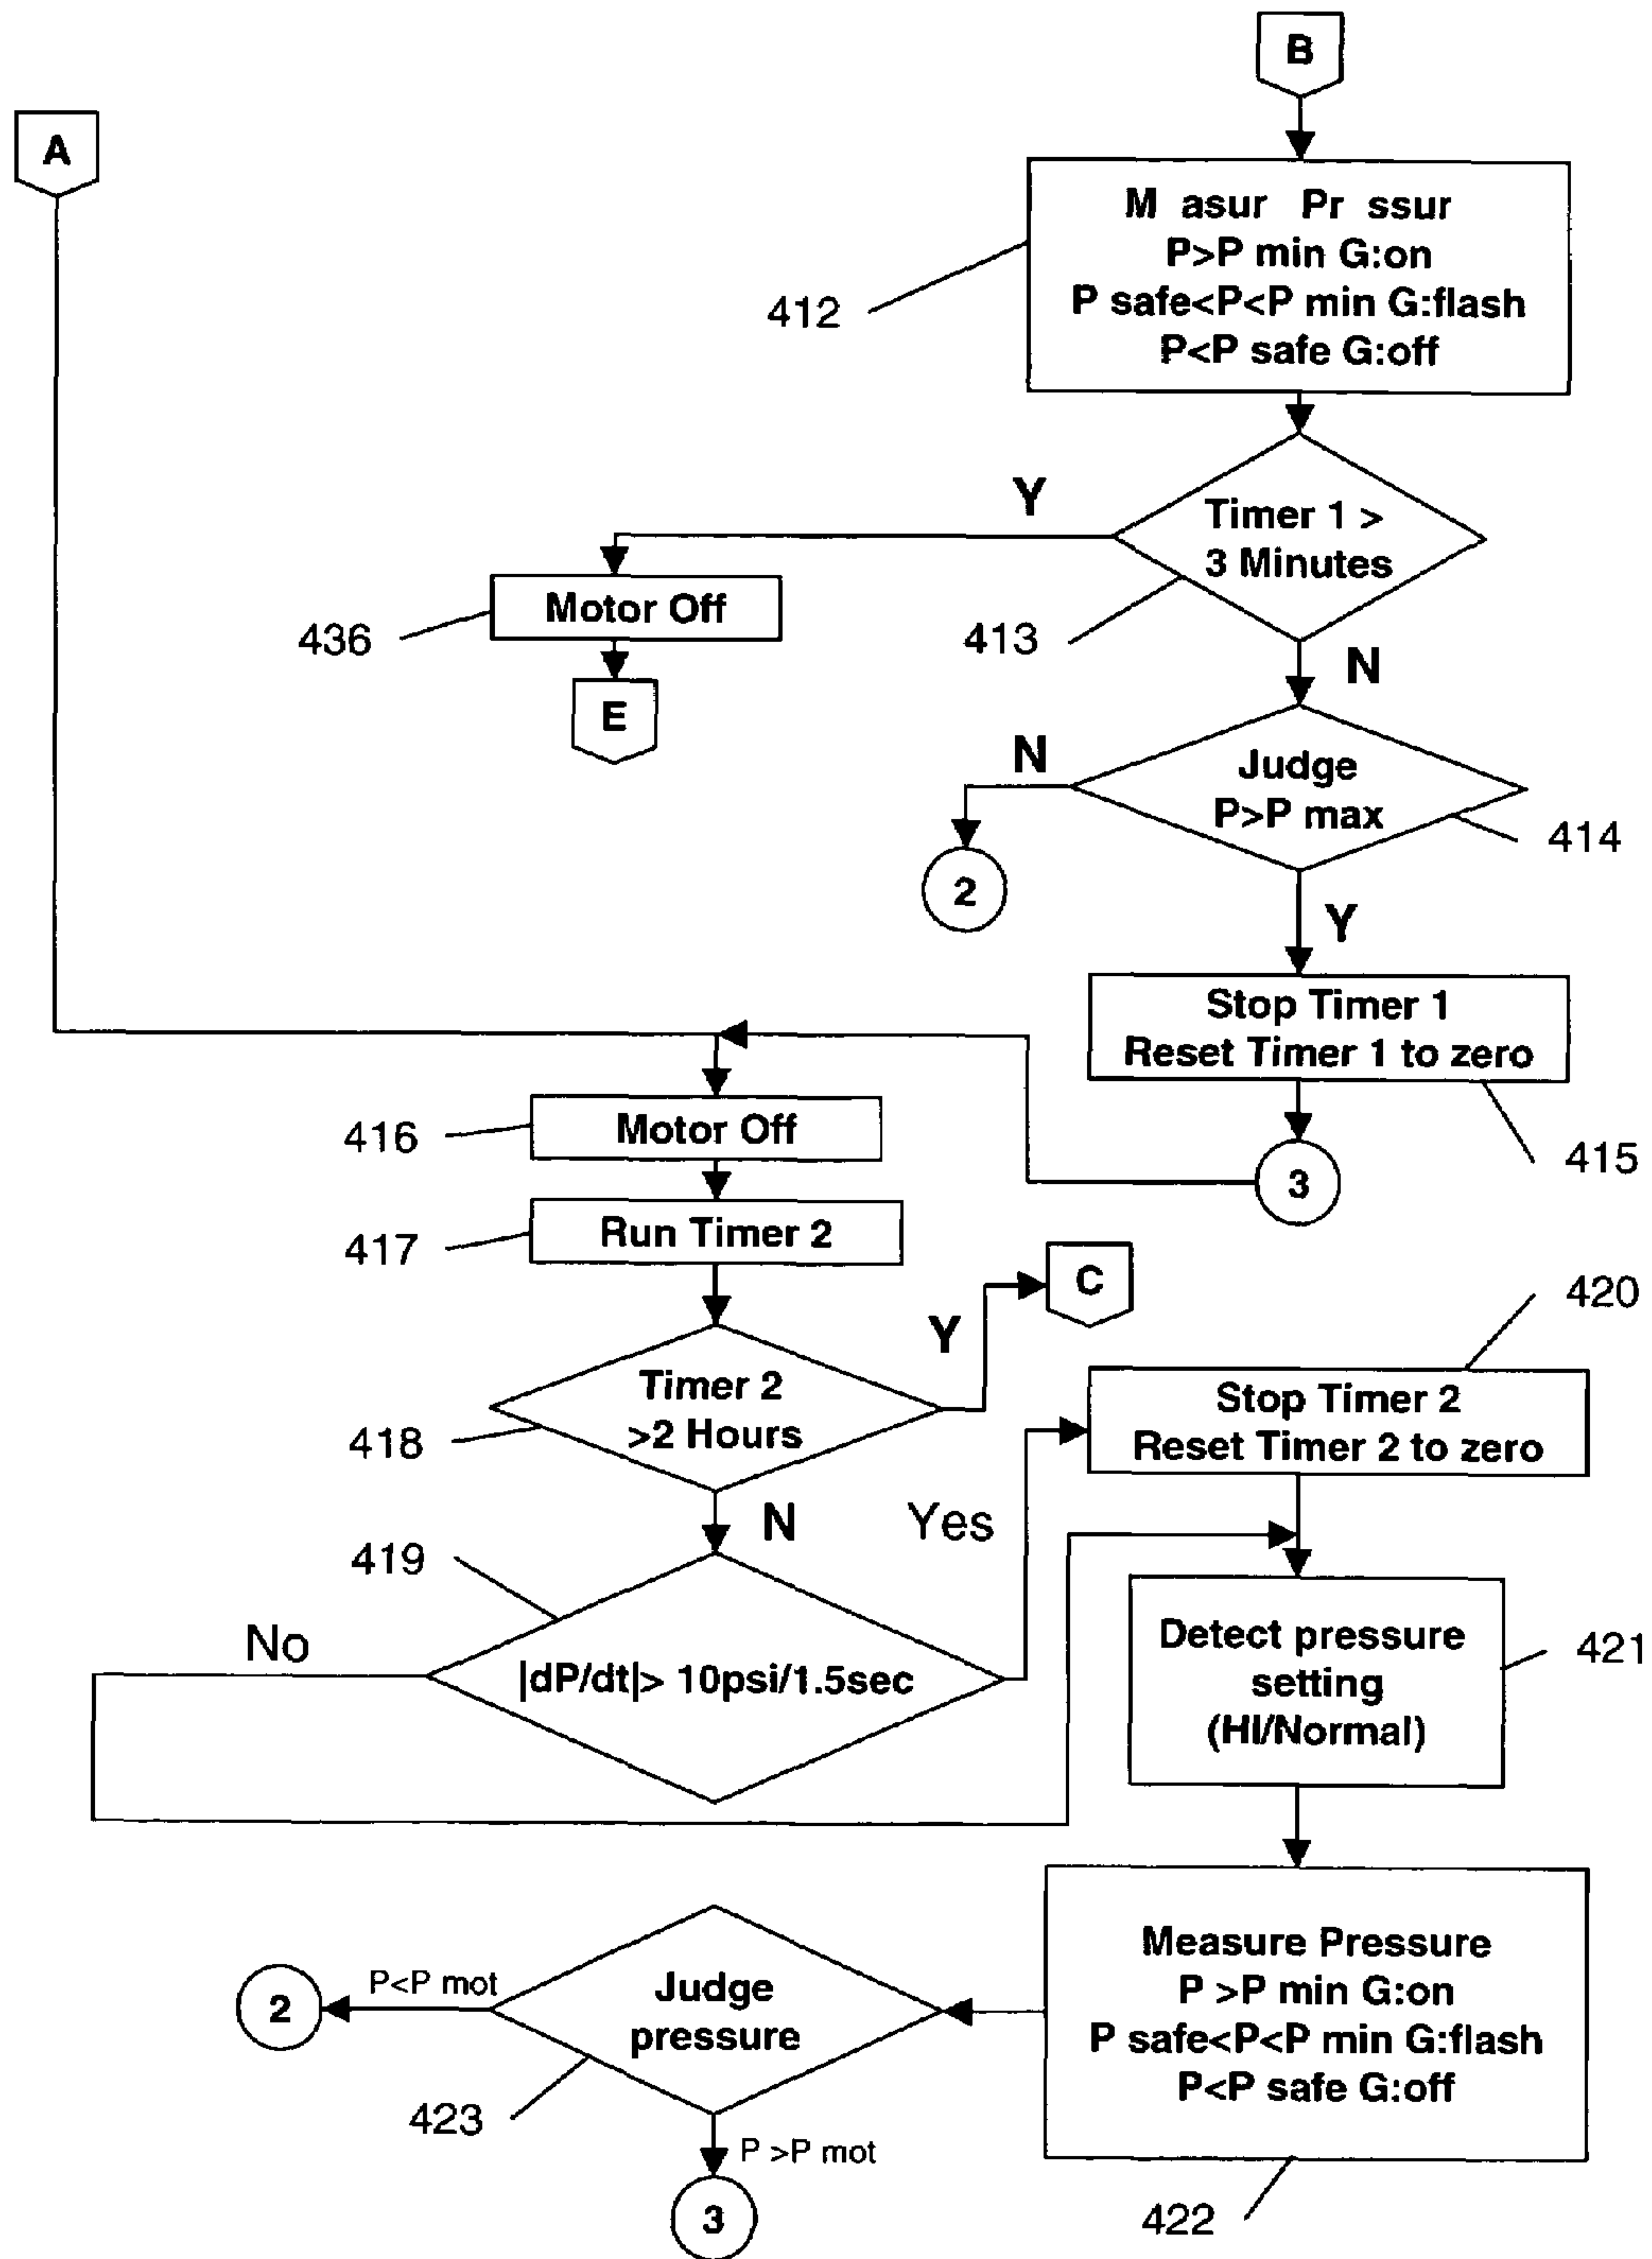 B
A
M asur Pr ssur
P>P min G:on
P safe<P<P min G:flash
P<P safe G:off
412
Y
Timer 1 >
3 Minutes
413
Motor Off
436
E
N
Judge
P>P max
414
N
2
Y
Stop Timer 1
Reset Timer 1 to zero
415
3
Motor Off
416
Run Timer 2
417
C
Y
Timer 2
>2 Hours
418
420
Stop Timer 2
Reset Timer 2 to zero
N
Yes
419
No
|dP/dt|> 10psi/1.5sec
Detect pressure
setting
(HI/Normal)
421
Measure Pressure
P >P min G:on
P safe<P<P min G:flash
P<P safe G:off
422
Judge
pressure
423
P<P mot
2
P >P mot
3